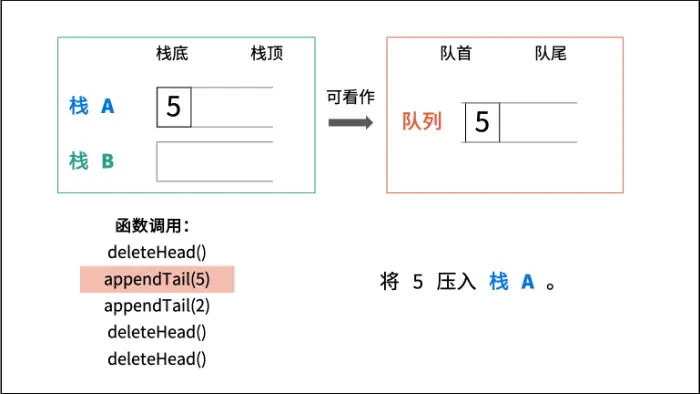 栈底 栈顶
栈 A 5
栈 B
可看作
队首 队尾
队列 5
函数调用：
deleteHead()
appendTail(5)
appendTail(2)
deleteHead()
deleteHead()
将 5 压入 栈 A 。